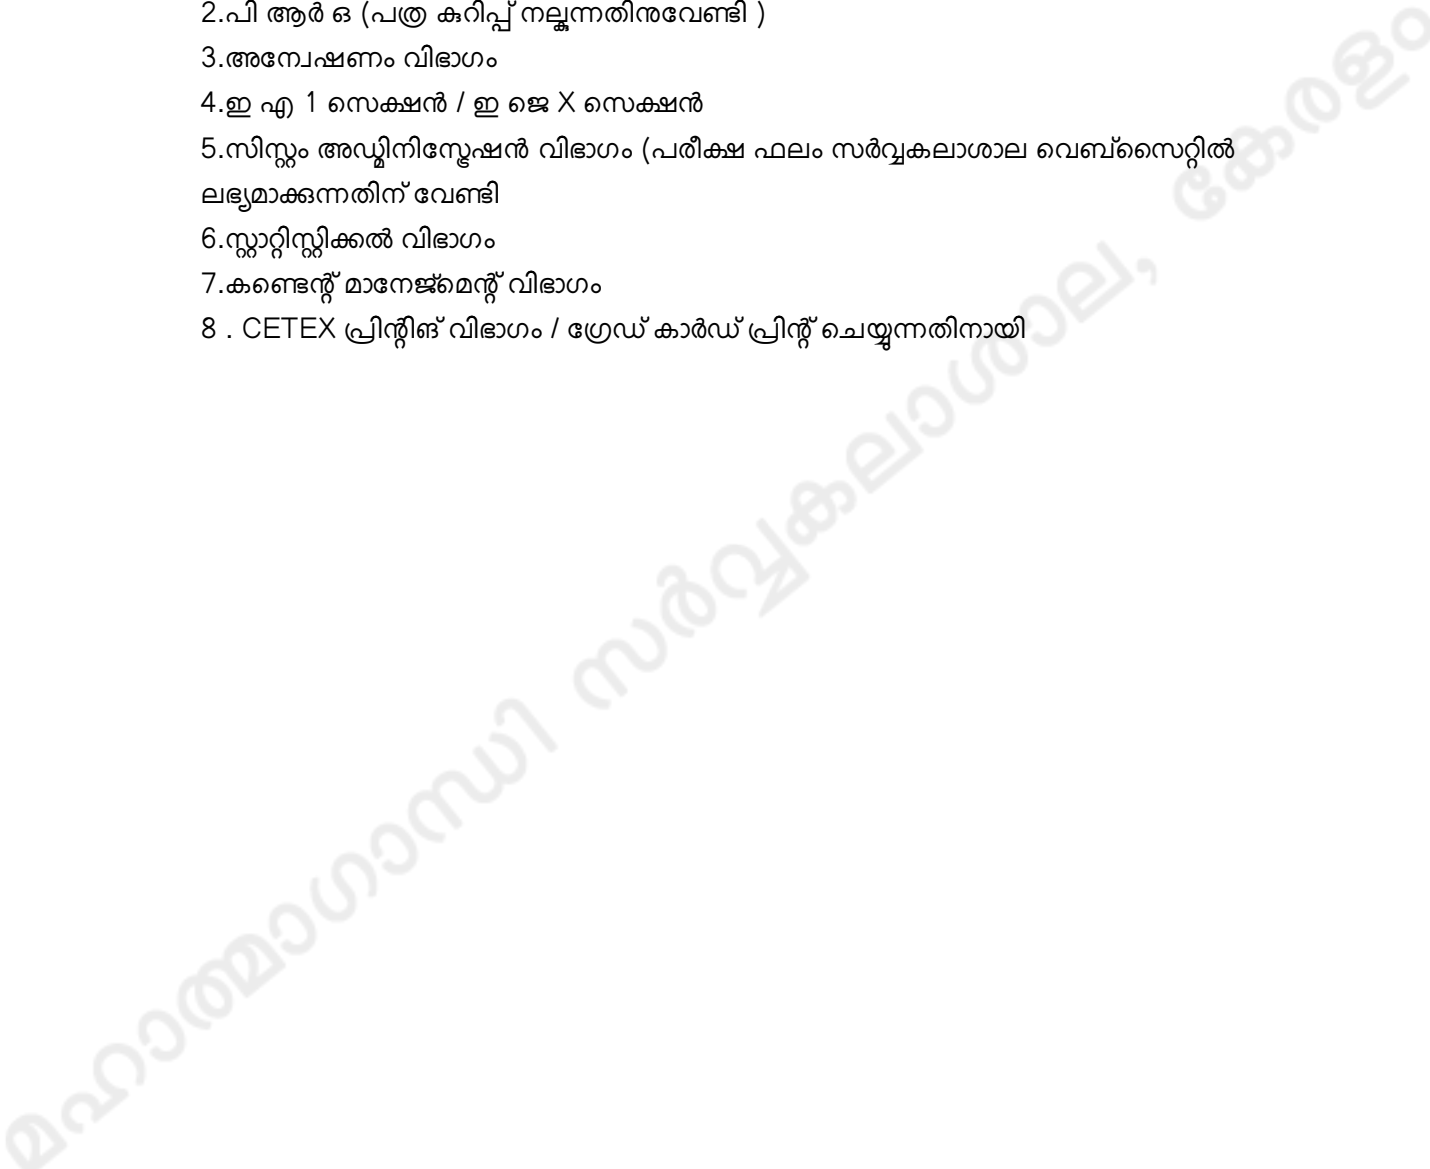 2.പി ആർ ഒ (പത്ര കുറിപ്പ് നല്കുന്നതിനുവേണ്ടി )
3.അന്വേഷണം വിഭാഗം
4.ഇ എ 1 സെക്ഷൻ / ഇ ജെ X സെക്ഷൻ
5.സിസ്റ്റം അഡ്മിനിസ്ട്രേഷൻ വിഭാഗം (പരീക്ഷ ഫലം സർവ്വകലാശാല വെബ്സൈറ്റിൽ
ലഭ്യമാക്കുന്നതിന് വേണ്ടി
6.സ്റ്റാറ്റിസ്റ്റിക്കൽ വിഭാഗം
7.കണ്ടെന്റ് മാനേജ്മെന്റ് വിഭാഗം
8 . CETEX പ്രിന്റിങ് വിഭാഗം / ഗ്രേഡ് കാർഡ് പ്രിന്റ് ചെയ്യുന്നതിനായി
മഹാത്മാഗാന്ധി സർവ്വകലാശാല, കേരളം